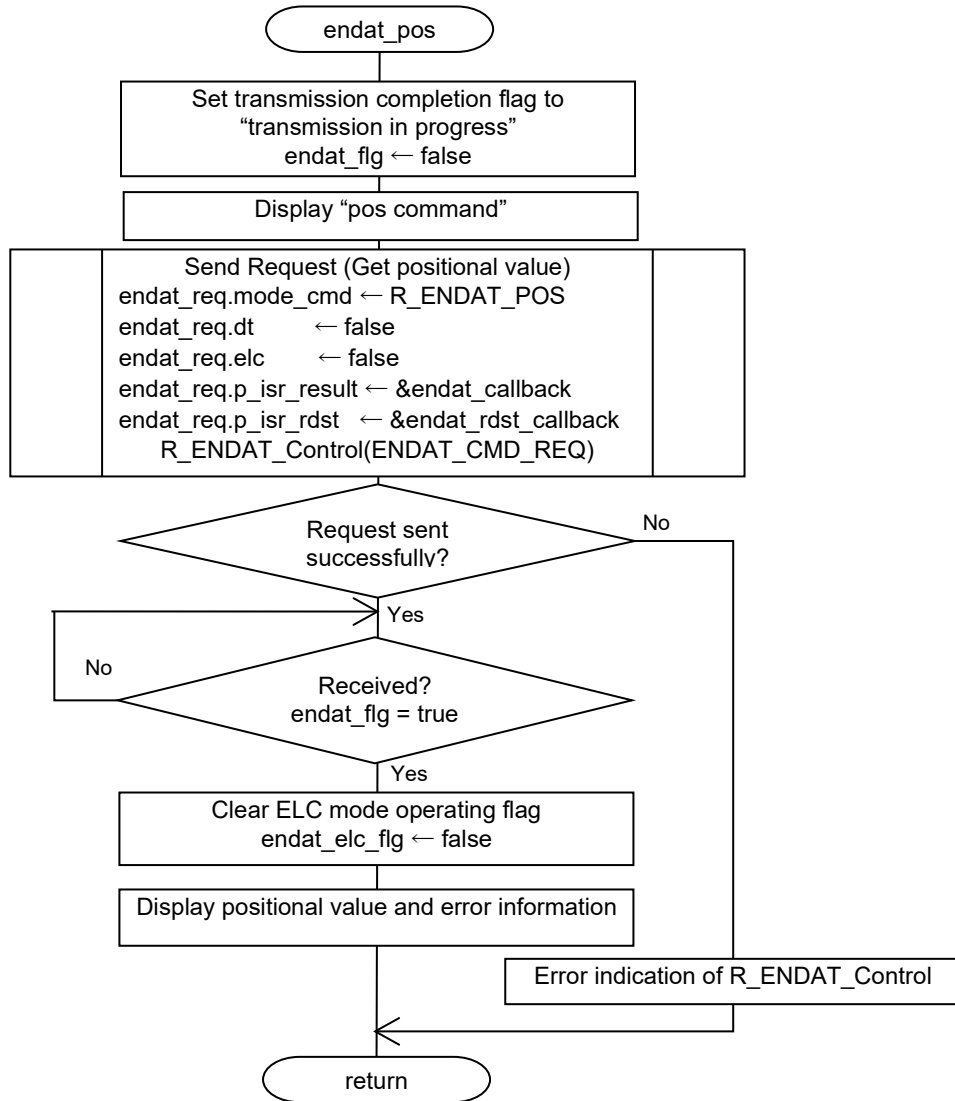 endat_pos
Set transmission completion flag to
“transmission in progress”
endat_flg ← false
Display “pos command”
Send Request (Get positional value)
endat_req.mode_cmd ← R_ENDAT_POS
endat_req.dt ← false
endat_req.elc ← false
endat_req.p_isr_result ← &endat_callback
endat_req.p_isr_rdst ← &endat_rdst_callback
R_ENDAT_Control(ENDAT_CMD_REQ)
Request sent
successfully?
No
Yes
No
Received?
endat_flg = true
Yes
Clear ELC mode operating flag
endat_elc_flg ← false
Display positional value and error information
Error indication of R_ENDAT_Control
return